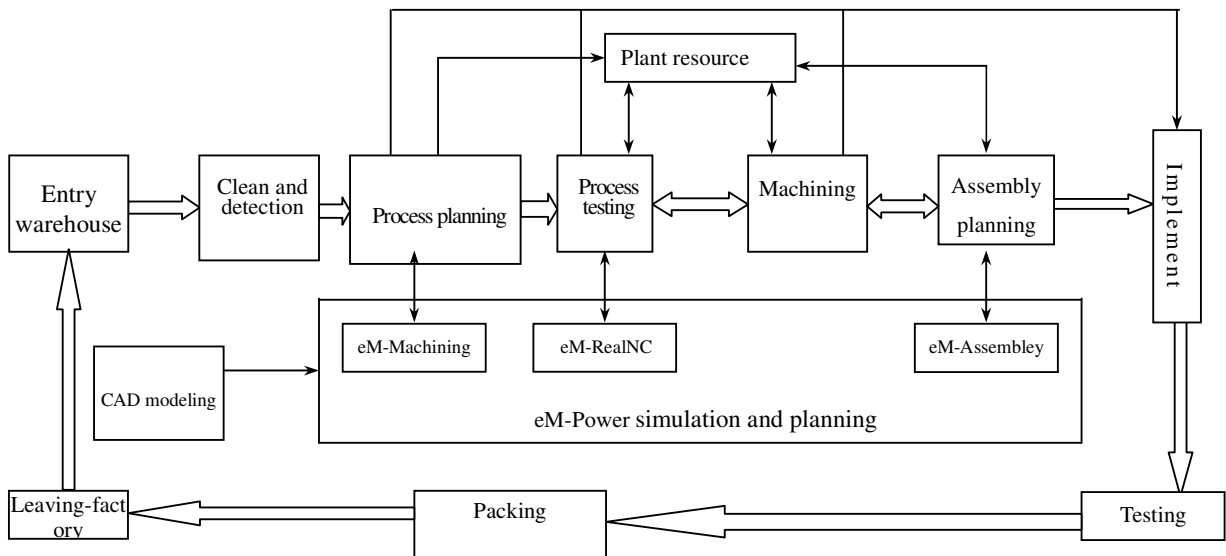 Plant resource
Entry
warehouse
Clean and
detection
Process planning
Process
testing
Machining
Assembly
planning
Implement
eM-Machining
eM-RealNC
eM-Assembley
CAD modeling
eM-Power simulation and planning
Leaving-fact
ory
Packing
Testing